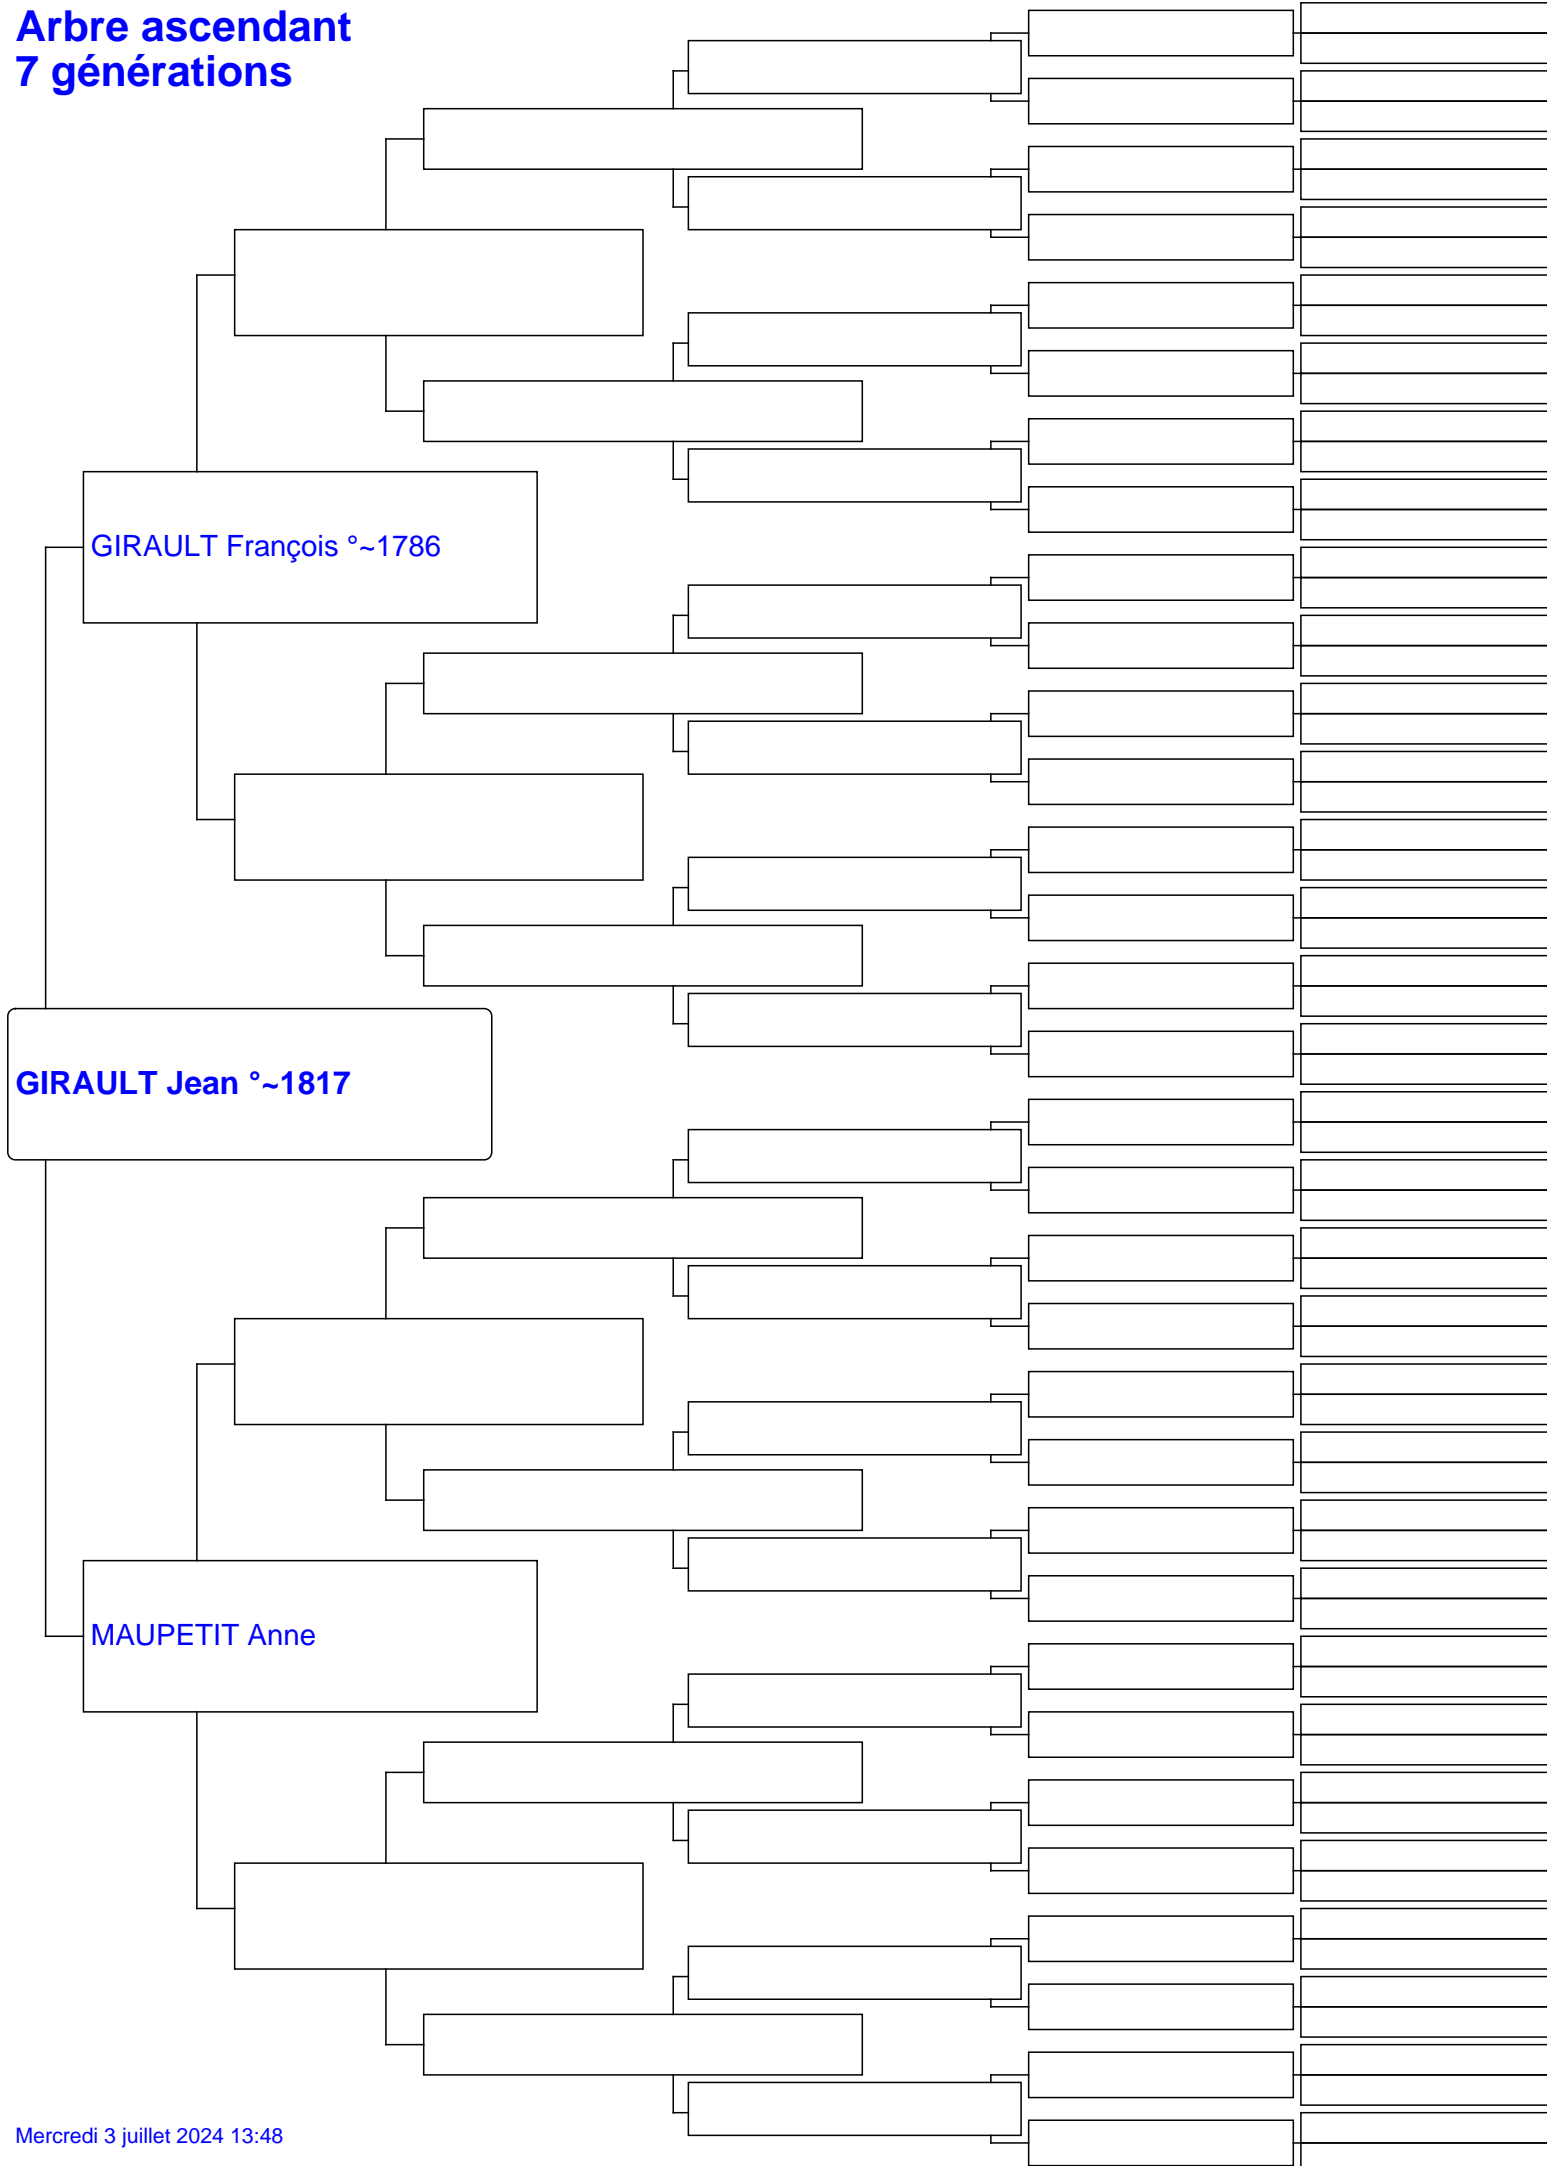 Arbre ascendant
7 générations
GIRAULT François °~1786
GIRAULT Jean °~1817
MAUPETIT Anne
Mercredi 3 juillet 2024 13:48